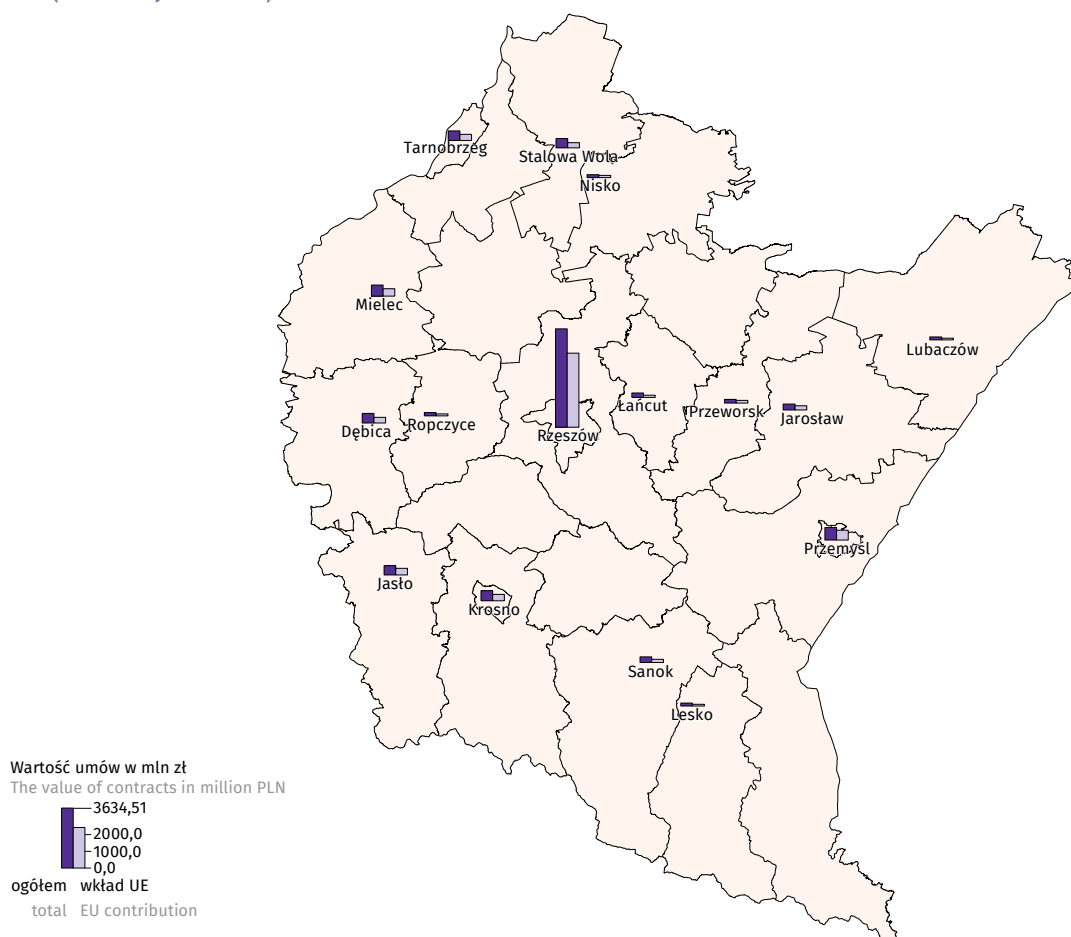 Tarnobrzeg
Stalowa Wola
Nisko
Mielec
Lubaczów
Łańcut
Przeworsk
Jarosław
Dębica
Ropczyce
Rzeszów
Przemyśl
Jasło
Krosno
Sanok
Lesko
Wartość umów w mln zł
The value of contracts in million PLN
3634,51
2000,0
1000,0
0,0
ogółem wkład UE
total EU contribution